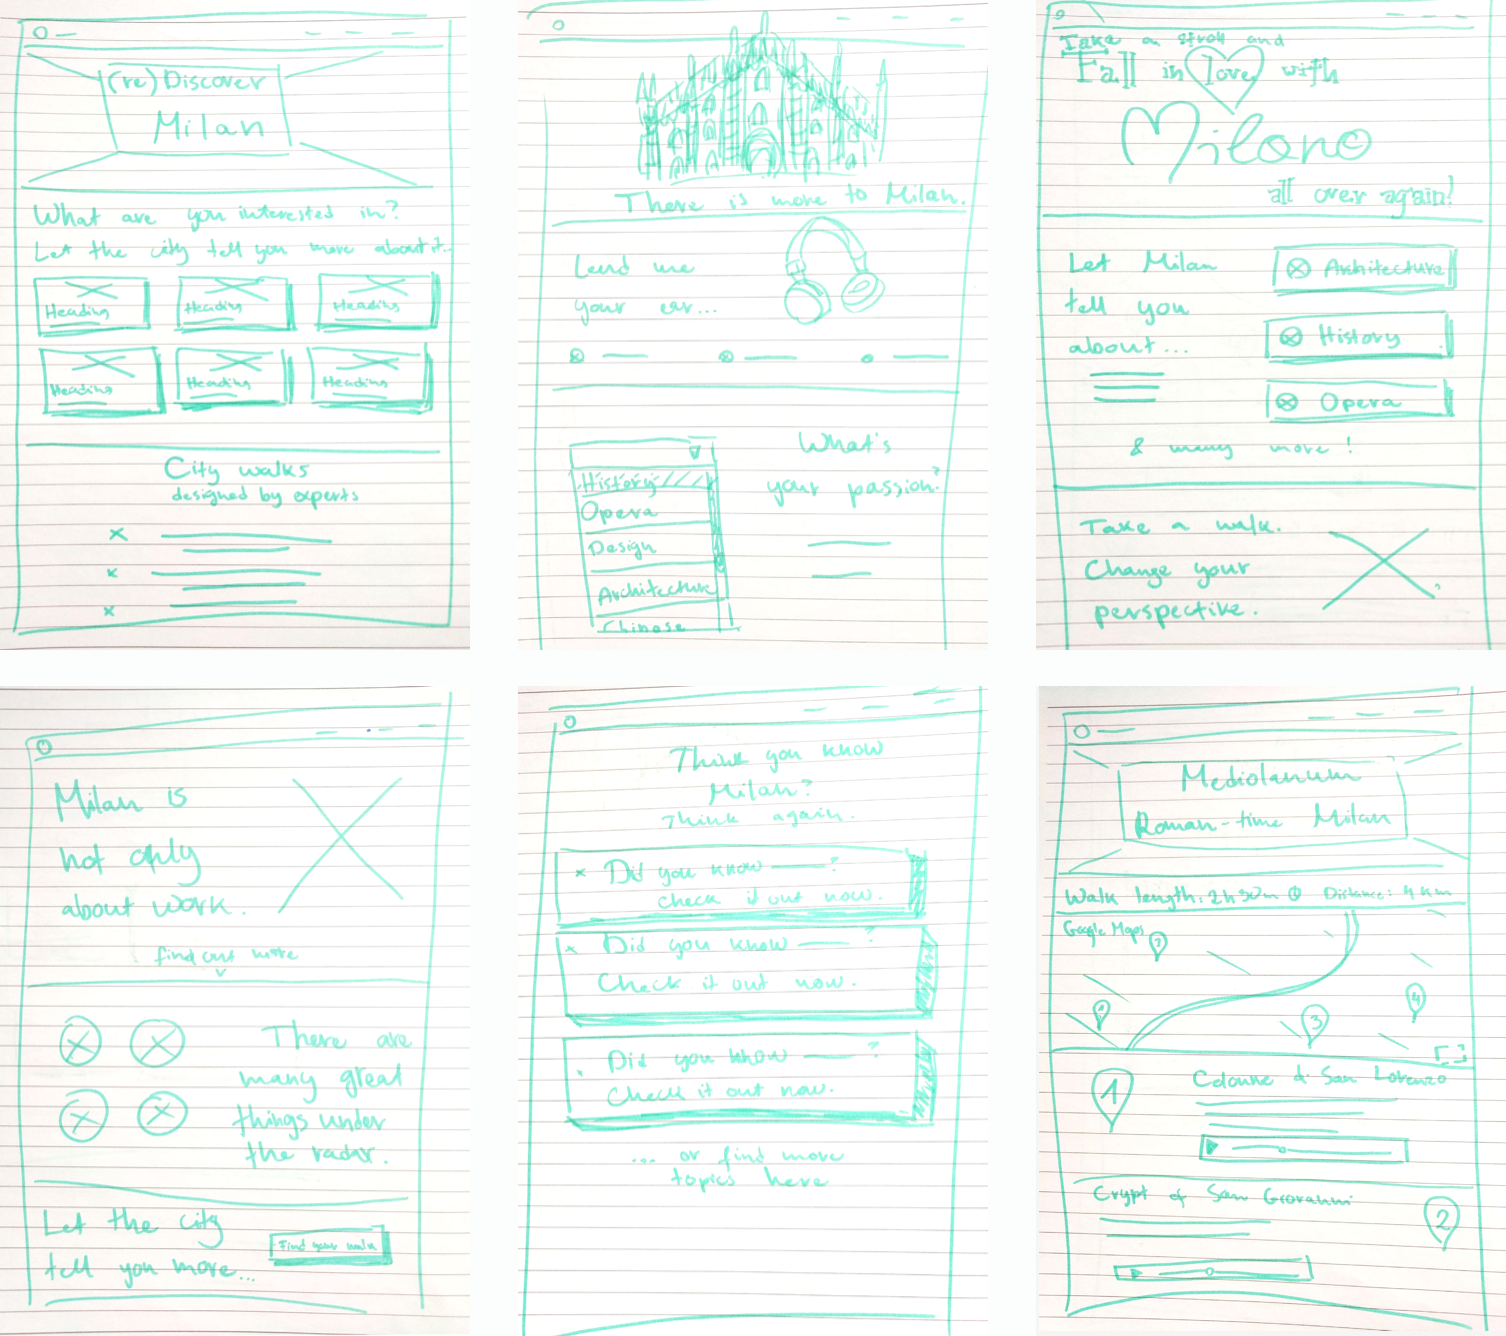 (re)Discover
Milan
What are you interested in?
Let the city tell you more about it...
Heading
Heading
Heading
Heading
Heading
Heading
City walks
designed by experts
There is more to Milan.
Lend me
your ear...
History
Opera
Design
Architecture
Chinese
What's
your passion?
Take a stroll and
Fall in love with
Milano
all over again!
Let Milan
tell you
about...
Architecture
History
Opera
& many more!
Take a walk.
Change your
perspective.
Milan is
not only
about work.
find out more
There are
many great
things under
the radar.
Let the city
tell you more...
Find your walk
Think you know
Milan?
Think again.
Did you know ?
check it out now.
Did you know ?
Check it out now.
Did you know ?
Check it out now.
... or find more
topics here
Mediolanum
Roman-time Milan
Walk length: 2h 30m Distance: 4 km
Google Maps
2
1
3
4
1
Colonne di San Lorenzo
Crypt of San Giovanni
2